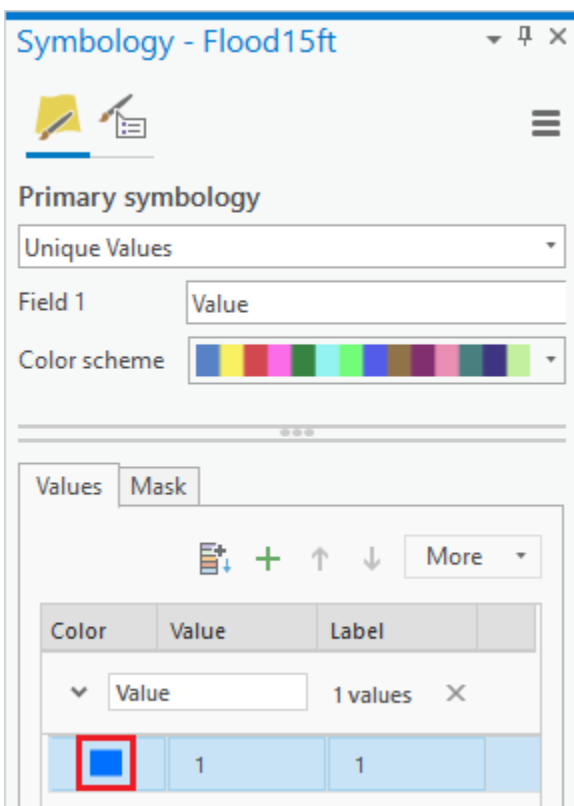 Symbology - Flood15ft
Primary symbology
Unique Values
Field 1 Value
Color scheme
Values Mask
More
Color Value Label
Value 1 values
1 1